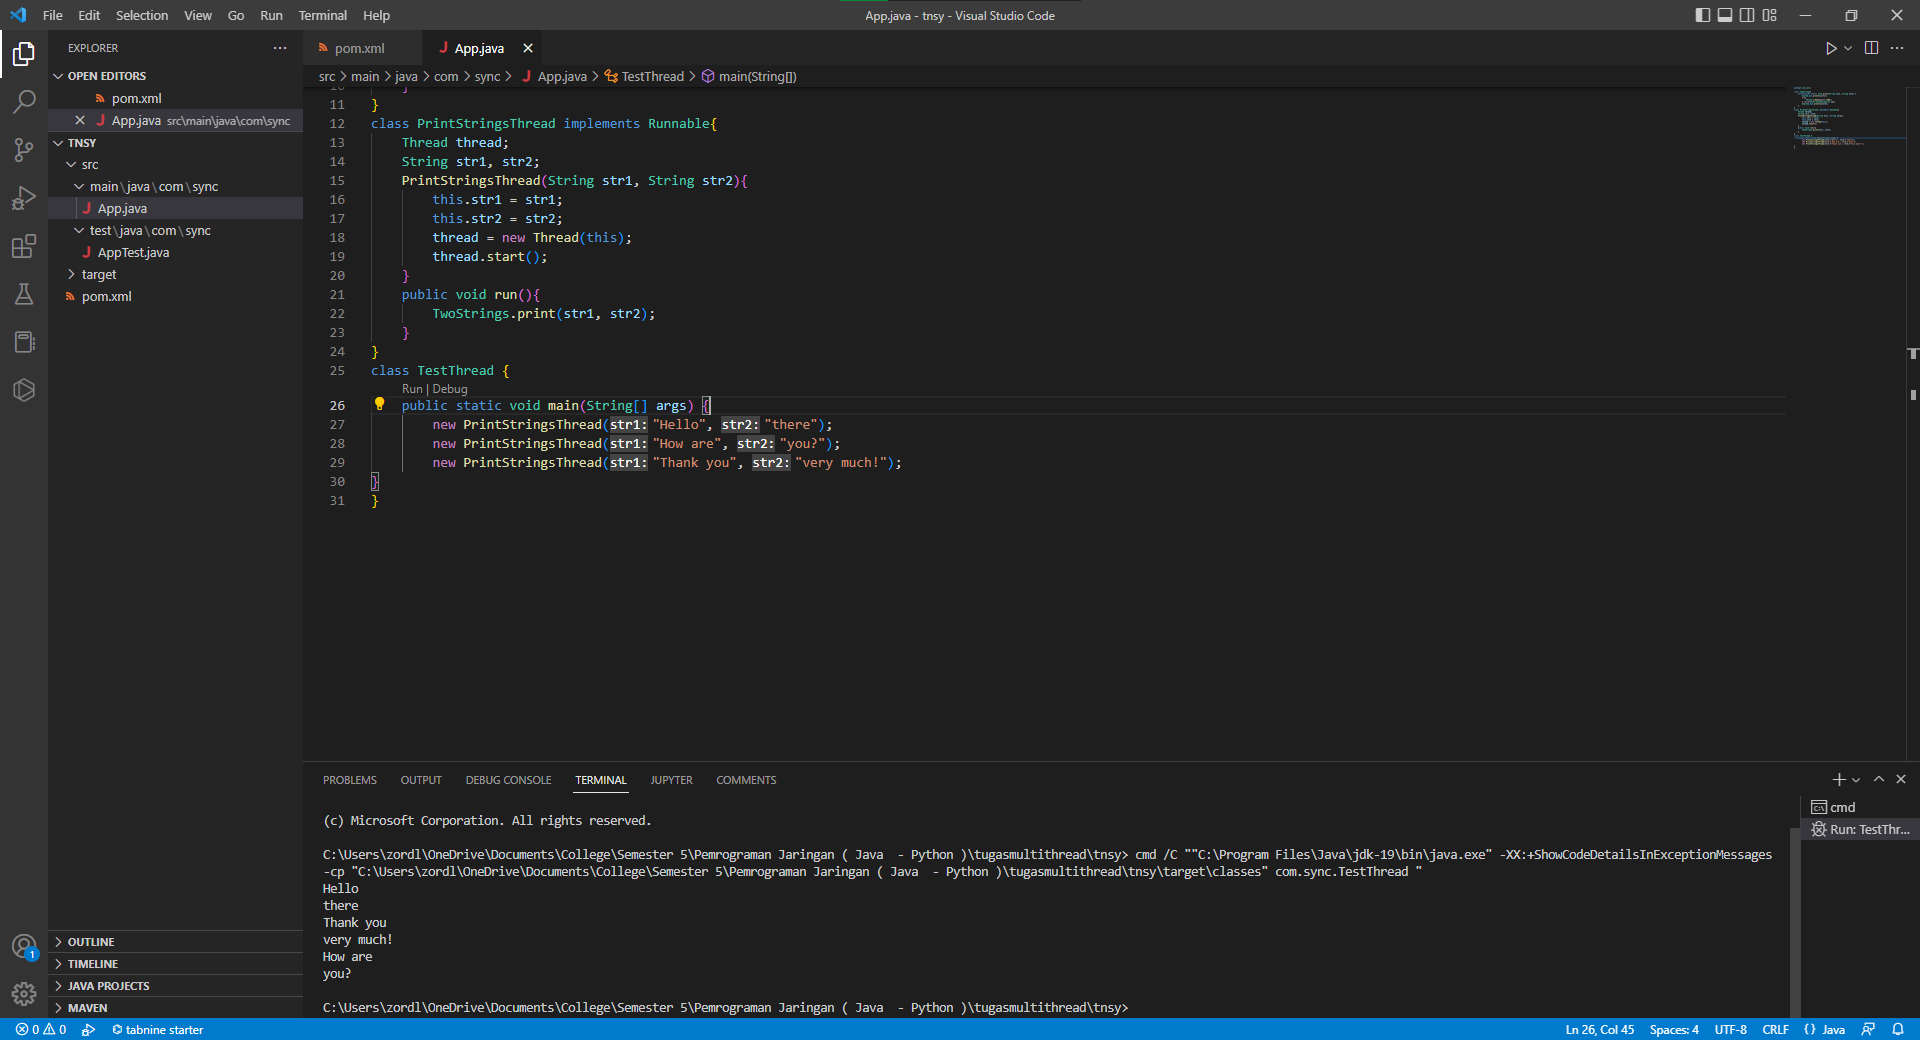 File Edit Selection View Go Run Terminal Help
App.java - tnsy - Visual Studio Code
EXPLORER
OPEN EDITORS
pom.xml
App.java src\main\java\com\sync
TNSY
src
main\java\com\sync
App.java
test\java\com\sync
AppTest.java
target
pom.xml
OUTLINE
TIMELINE
JAVA PROJECTS
MAVEN
pom.xml
App.java
src > main > java > com > sync > App.java > TestThread > main(String[])
10 }
11 }
12 class PrintStringsThread implements Runnable{
13 Thread thread;
14 String str1, str2;
15 PrintStringsThread(String str1, String str2){
16 this.str1 = str1;
17 this.str2 = str2;
18 thread = new Thread(this);
19 thread.start();
20 }
21 public void run(){
22 TwoStrings.print(str1, str2);
23 }
24 }
25 class TestThread {
Run | Debug
26 public static void main(String[] args) {
27 new PrintStringsThread(str1: "Hello", str2: "there");
28 new PrintStringsThread(str1: "How are", str2: "you?");
29 new PrintStringsThread(str1: "Thank you", str2: "very much!");
30 }
31 }
PROBLEMS OUTPUT DEBUG CONSOLE TERMINAL JUPYTER COMMENTS
cmd
Run: TestThr...
(c) Microsoft Corporation. All rights reserved.
C:\Users\zordl\OneDrive\Documents\College\Semester 5\Pemrograman Jaringan ( Java  - Python )\tugasmultithread\tnsy> cmd /C ""C:\Program Files\Java\jdk-19\bin\java.exe" -XX:+ShowCodeDetailsInExceptionMessages
-cp "C:\Users\zordl\OneDrive\Documents\College\Semester 5\Pemrograman Jaringan ( Java  - Python )\tugasmultithread\tnsy\target\classes" com.sync.TestThread "
Hello
there
Thank you
very much!
How are
you?
C:\Users\zordl\OneDrive\Documents\College\Semester 5\Pemrograman Jaringan ( Java  - Python )\tugasmultithread\tnsy>
1
0 0 tabnine starter
Ln 26, Col 45 Spaces: 4 UTF-8 CRLF {} Java